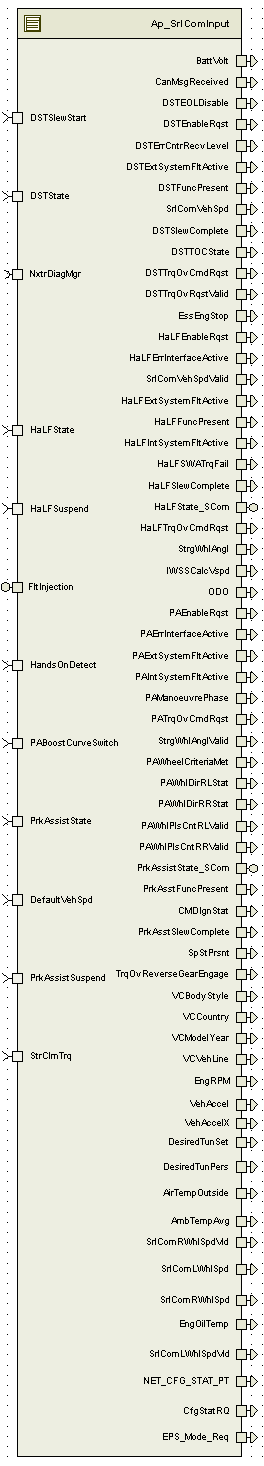 Ap_SrlComInput
BattVolt
CanMsgReceived
DSTEOLDisable
DSTSlewStart
DSTEnableRqst
DSTErrCntrRecvLevel
DSTExtSystemFltActive
DSTFuncPresent
DSTState
SrlComVehSpd
DSTSlewComplete
DSTTOCState
NxtrDiagMgr
DSTTrqOvCmdRqst
DSTTrqOvRqstValid
EssEngStop
HaLFEnableRqst
HaLFErrInterfaceActive
SrlComVehSpdValid
HaLFExtSystemFltActive
HaLFFuncPresent
HaLFState
HaLFIntSystemFltActive
HaLFSWATrqFail
HaLFSlewComplete
HaLFState_SCom
HaLFSuspend
HaLFTrqOvCmdRqst
StrgWhlAngl
IWSSCalcVspd
FltInjection
ODO
PAEnableRqst
PAErrInterfaceActive
PAExtSystemFltActive
HandsOnDetect
PAIntSystemFltActive
PAManoeuvrePhase
PATrqOvCmdRqst
StrgWhlAnglValid
PABoostCurveSwitch
PAWheelCriteriaMet
PAWhlDirRLStat
PAWhlDirRRStat
PrkAssistState
PAWhlPlsCntRLValid
PAWhlPlsCntRRValid
PrkAssistState_SCom
PrkAsstFuncPresent
DefaultVehSpd
CMDIgnStat
PrkAsstSlewComplete
SpStPrsnt
TrqOvReverseGearEngage
PrkAssistSuspend
VCBodyStyle
VCCountry
VCModelYear
StrClmTrq
VCVehLine
EngRPM
VehAccel
VehAccelX
DesiredTunSet
DesiredTunPers
AirTempOutside
AmbTempAvg
SrlComRWhlSpdVld
SrlComLWhlSpd
SrlComRWhlSpd
EngOilTemp
SrlComLWhlSpdVld
NET_CFG_STAT_PT
CfgStatRQ
EPS_Mode_Req